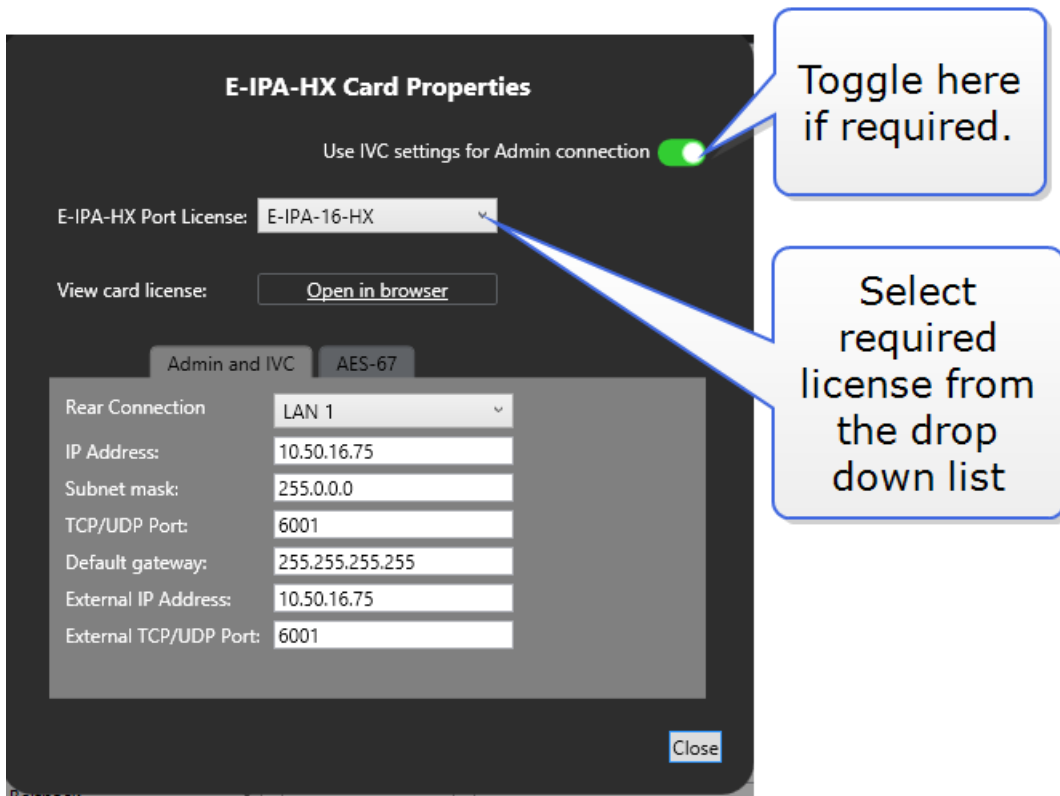 E-IPA-HX Card Properties
Use IVC settings for Admin connection
Toggle here
if required.
E-IPA-HX Port License: E-IPA-16-HX
View card license: Open in browser
Select
required
license from
the drop
down list
Admin and IVC AES-67
Rear Connection LAN 1
IP Address: 10.50.16.75
Subnet mask: 255.0.0.0
TCP/UDP Port: 6001
Default gateway: 255.255.255.255
External IP Address: 10.50.16.75
External TCP/UDP Port: 6001
Close